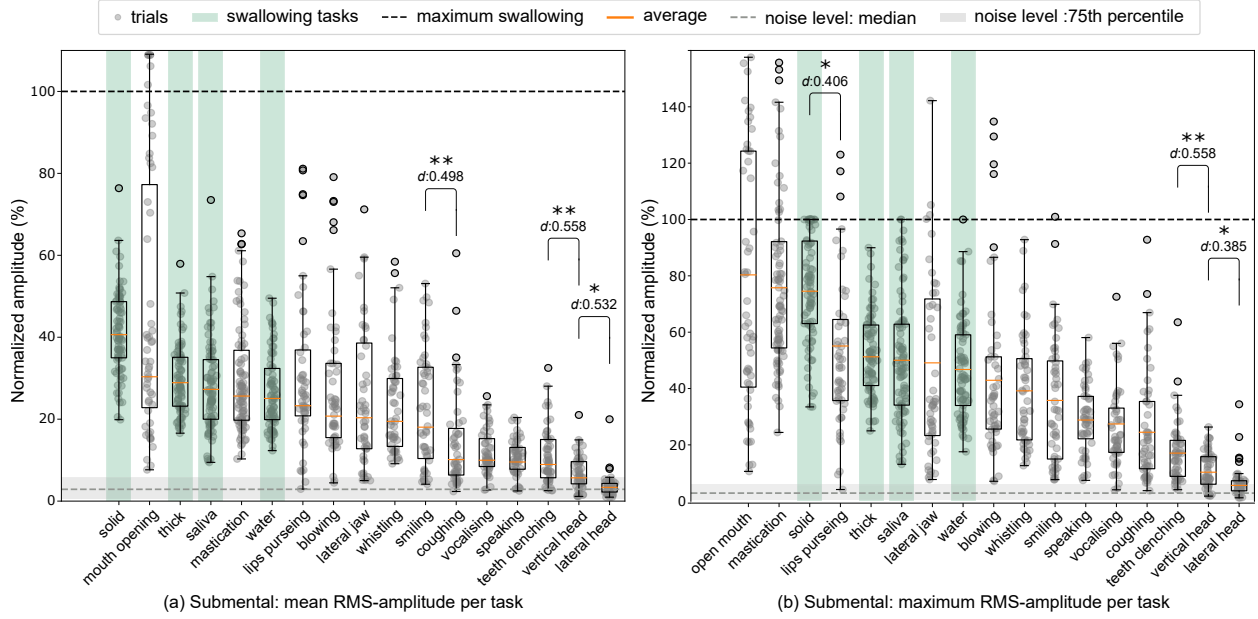 trials swallowing tasks maximum swallowing average noise level: median noise level :75th percentile
Normalized amplitude (%)
100
80
60
40
20
0
**
d:0.498
**
d:0.558
*
d:0.532
solid
mouth opening
thick
saliva
mastication
water
lips purseing
blowing
lateral jaw
whistling
smiling
coughing
vocalising
speaking
teeth clenching
vertical head
lateral head
(a) Submental: mean RMS-amplitude per task
Normalized amplitude (%)
140
120
100
80
60
40
20
0
*
d:0.406
**
d:0.558
*
d:0.385
open mouth
mastication
solid
lips purseing
thick
saliva
lateral jaw
water
blowing
whistling
smiling
speaking
vocalising
coughing
teeth clenching
vertical head
lateral head
(b) Submental: maximum RMS-amplitude per task